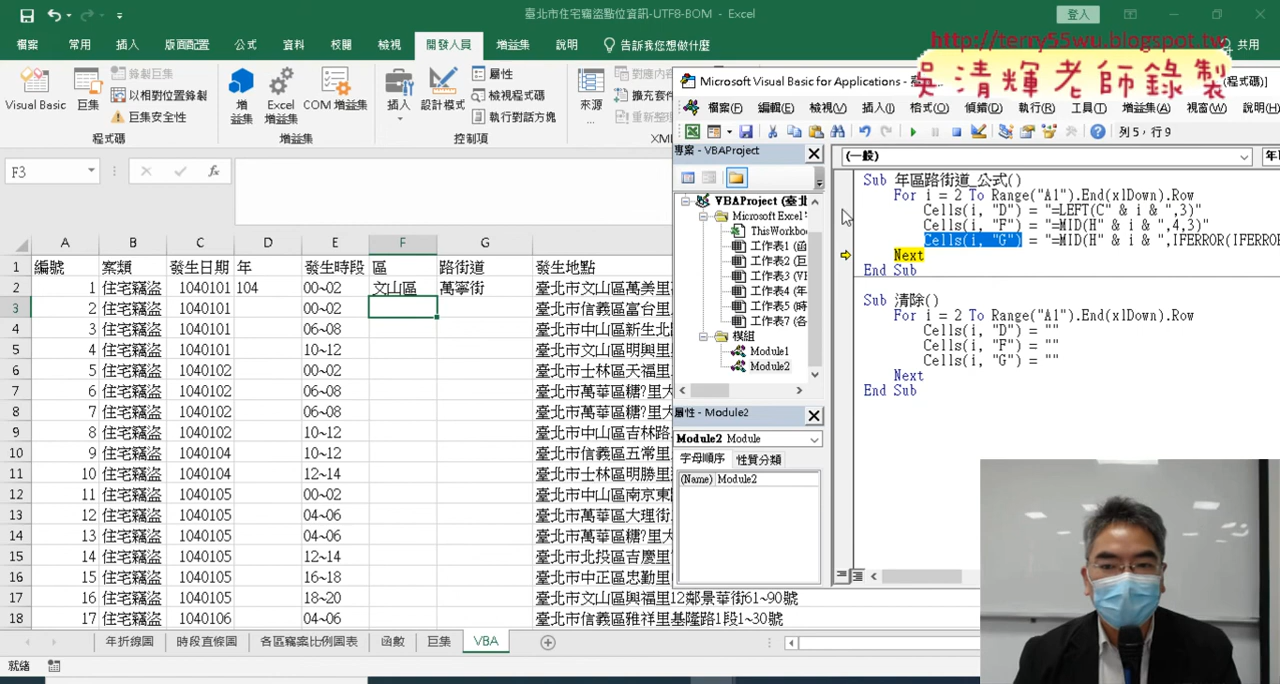 臺北市住宅竊盜點位資訊-UTF8-BOM - Excel
登入
http://terry55wu.blogspot.tw
吳清輝老師錄製
檔案 常用 插入 版面配置 公式 資料 校閱 檢視 開發人員 增益集 說明 告訴我您想做什麼 共用
Visual Basic 巨集 錄製巨集 以相對位置錄製 巨集安全性 程式碼
增益集 Excel 增益集 COM 增益集 增益集
插入 設計模式 屬性 檢視程式碼 執行對話方塊 控制項
來源 對應內容 擴充套件 重新整理 XML
F3
Microsoft Visual Basic for Applications -
[程式碼]
檔案(F) 編輯(E) 檢視(V) 插入(I) 格式(O) 偵錯(D) 執行(R) 工具(T) 增益集(A) 視窗(W) 說明(H)
列 5，行 9
專案 - VBAProject
VBAProject (臺北
Microsoft Excel
ThisWorkbo
工作表1 (函
工作表2 (巨
工作表3 (VB
工作表4 (年
工作表5 (時
工作表7 (各
模組
Module1
Module2
屬性 - Module2
Module2 Module
字母順序 性質分類
(Name) Module2
(一般)
Sub 年區路街道_公式()
For i = 2 To Range("A1").End(xlDown).Row
Cells(i, "D") = "=LEFT(C" & i & ",3)"
Cells(i, "F") = "=MID(H" & i & ",4,3)"
Cells(i, "G") = "=MID(H" & i & ",IFERROR(IFERROR
Next
End Sub
Sub 清除()
For i = 2 To Range("A1").End(xlDown).Row
Cells(i, "D") = ""
Cells(i, "F") = ""
Cells(i, "G") = ""
Next
End Sub
A B C D E F G
1 編號 案類 發生日期 年 發生時段 區 路街道 發生地點
2 1 住宅竊盜 1040101 104 00~02 文山區 萬寧街 臺北市文山區萬美里
3 2 住宅竊盜 1040101 00~02 臺北市信義區富台里
4 3 住宅竊盜 1040101 06~08 臺北市中山區新生北
5 4 住宅竊盜 1040101 10~12 臺北市文山區明興里
6 5 住宅竊盜 1040102 00~02 臺北市士林區天福里
7 6 住宅竊盜 1040102 06~08 臺北市萬華區糖?里大
8 7 住宅竊盜 1040102 06~08 臺北市萬華區糖?里大
9 8 住宅竊盜 1040102 10~12 臺北市中山區吉林路
10 9 住宅竊盜 1040104 10~12 臺北市信義區五常里
11 10 住宅竊盜 1040104 12~14 臺北市士林區明勝里
12 11 住宅竊盜 1040105 00~02 臺北市中山區南京東
13 12 住宅竊盜 1040105 04~06 臺北市萬華區大理街
14 13 住宅竊盜 1040105 04~06 臺北市萬華區糖?里
15 14 住宅竊盜 1040105 12~14 臺北市北投區吉慶里
16 15 住宅竊盜 1040105 16~18 臺北市中正區忠勤里
17 16 住宅竊盜 1040105 18~20 臺北市文山區興福里12鄰景華街61~90號
18 17 住宅竊盜 1040106 04~06 臺北市信義區雅祥里基隆路1段1~30號
年折線圖 時段直條圖 各區竊案比例圖表 函數 巨集 VBA
就緒